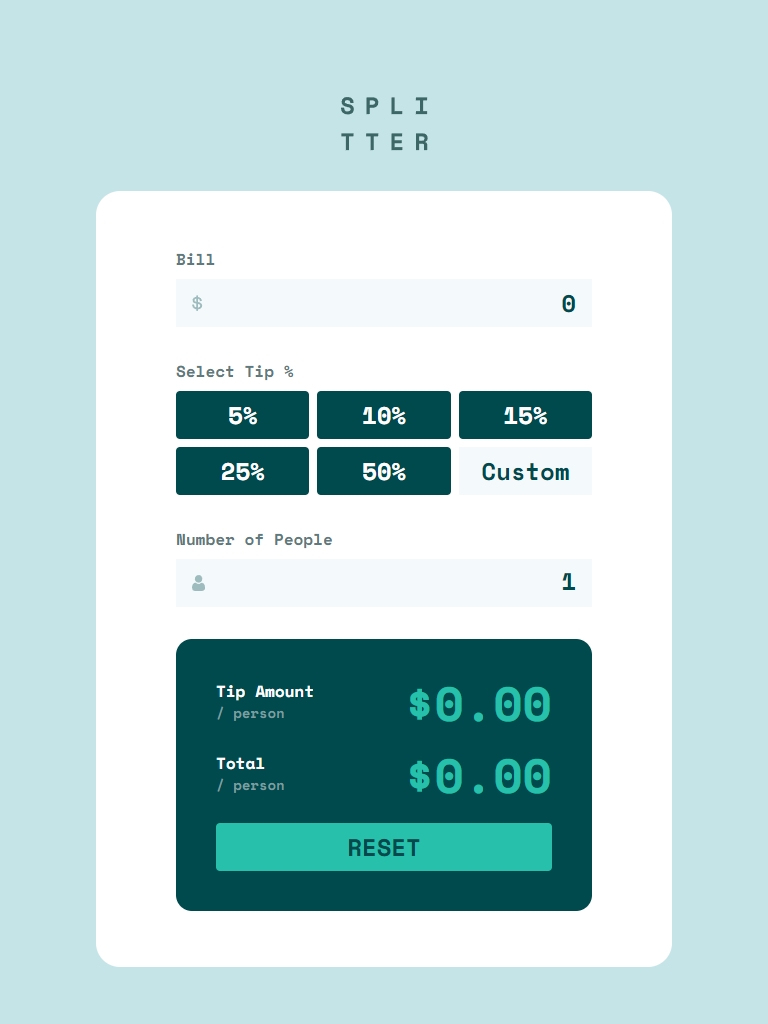 SPLI
TTER
Bill
$ 0
Select Tip %
5% 10% 15%
25% 50% Custom
Number of People
1
Tip Amount
/ person
$0.00
Total
/ person
$0.00
RESET